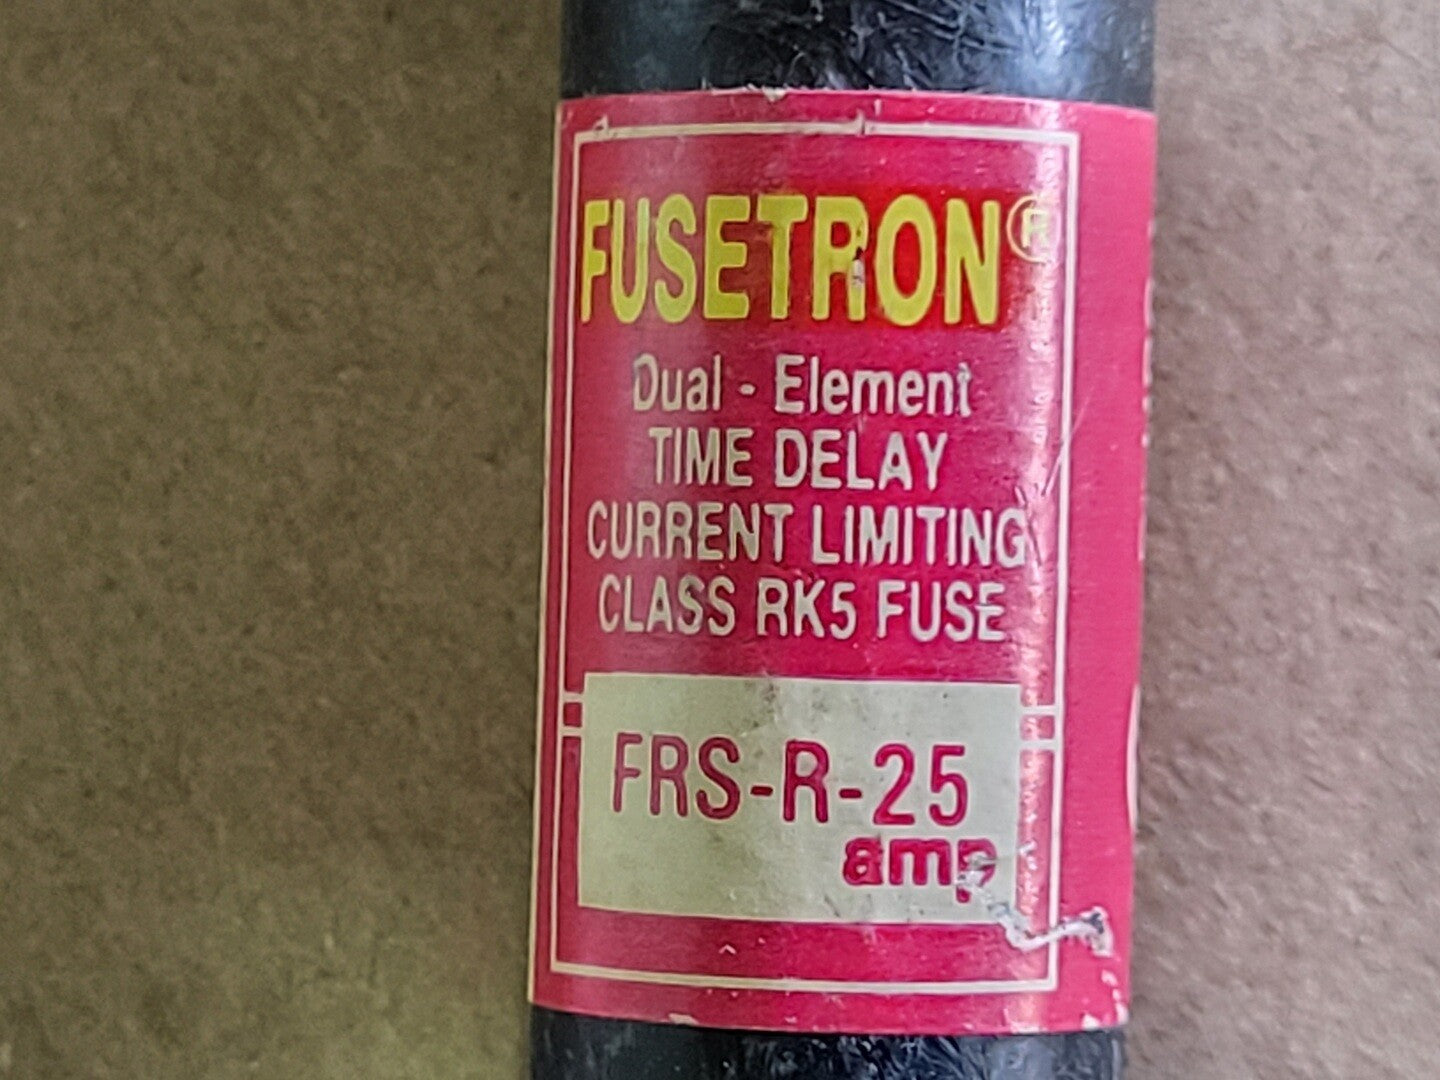 FUSETRON®
Dual - Element
TIME DELAY
CURRENT LIMITING
CLASS RK5 FUSE
FRS-R-25
amp